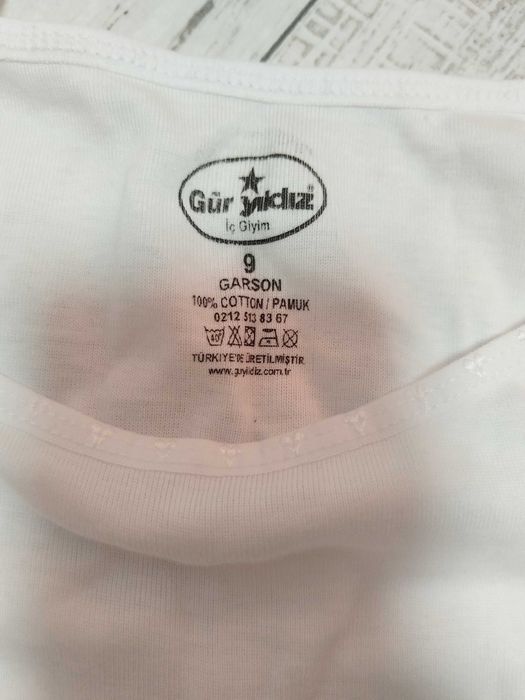 Gür yıldız
İç Giyim
9
GARSON
100% COTTON / PAMUK
0212 513 83 67
40°
TÜRKİYE'DE ÜRETİLMİŞTİR
www.guryildiz.com.tr